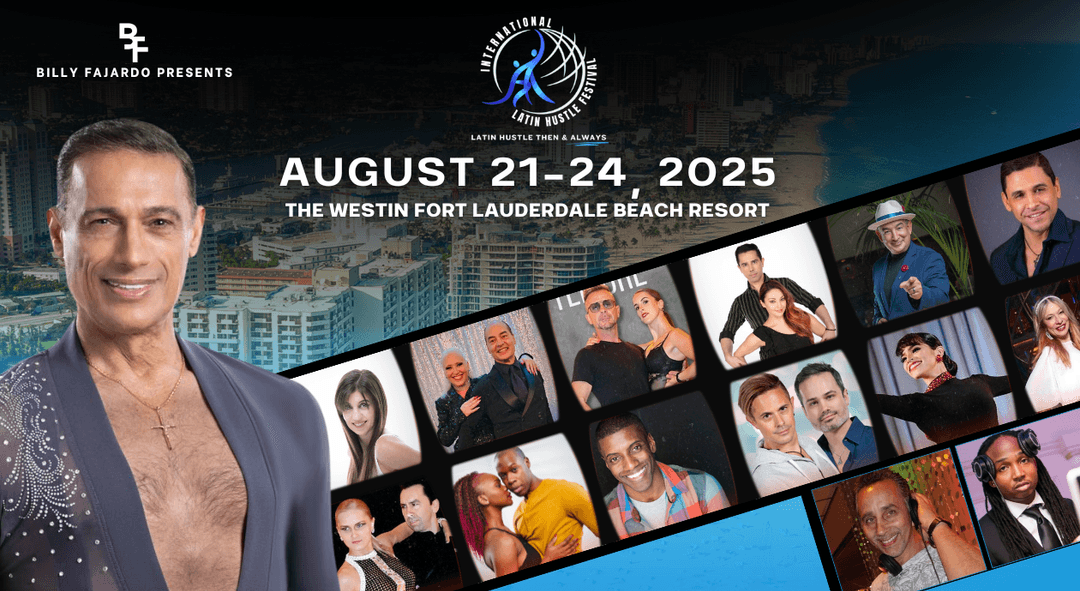 BF
BILLY FAJARDO PRESENTS
INTERNATIONAL
LATIN HUSTLE FESTIVAL
LATIN HUSTLE THEN & ALWAYS
AUGUST 21-24, 2025
THE WESTIN FORT LAUDERDALE BEACH RESORT